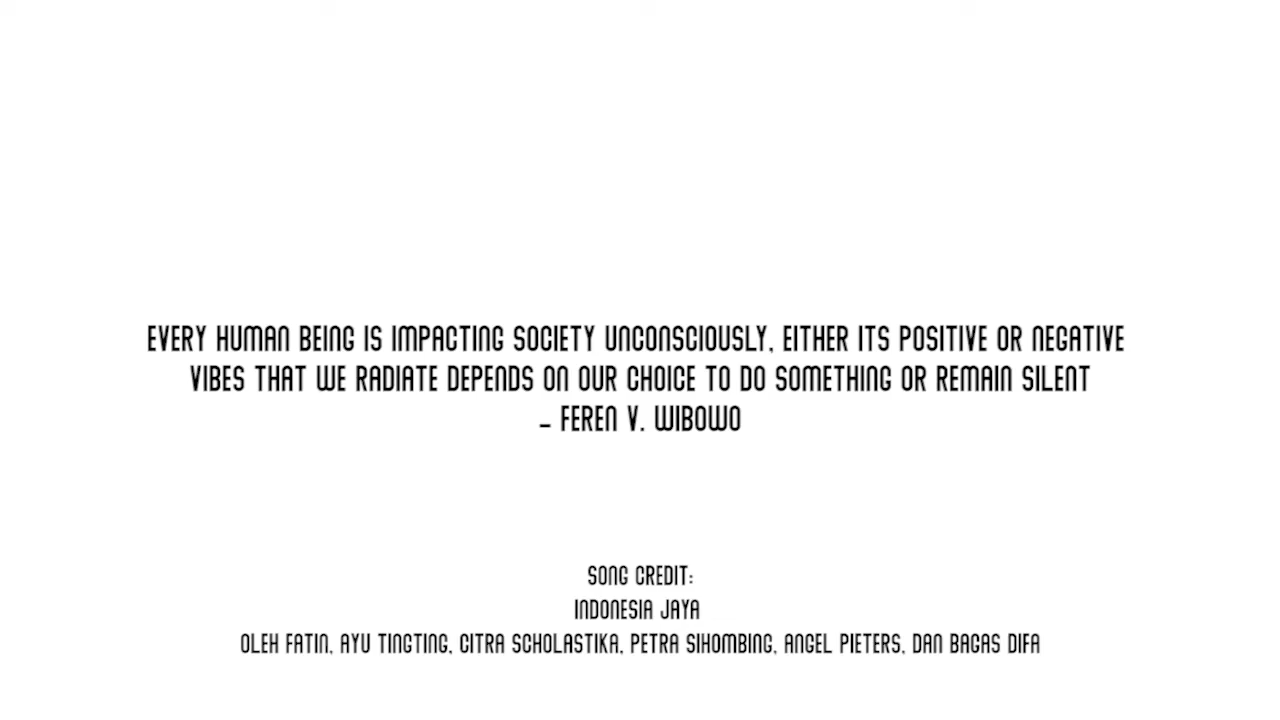 EVERY HUMAN BEING IS IMPACTING SOCIETY UNCONSCIOUSLY, EITHER ITS POSITIVE OR NEGATIVE
VIBES THAT WE RADIATE DEPENDS ON OUR CHOICE TO DO SOMETHING OR REMAIN SILENT
- FEREN V. WIBOWO
SONG CREDIT:
INDONESIA JAYA
OLEH FATIN, AYU TINGTING, CITRA SCHOLASTIKA, PETRA SIHOMBING, ANGEL PIETERS, DAN BAGAS DIFA